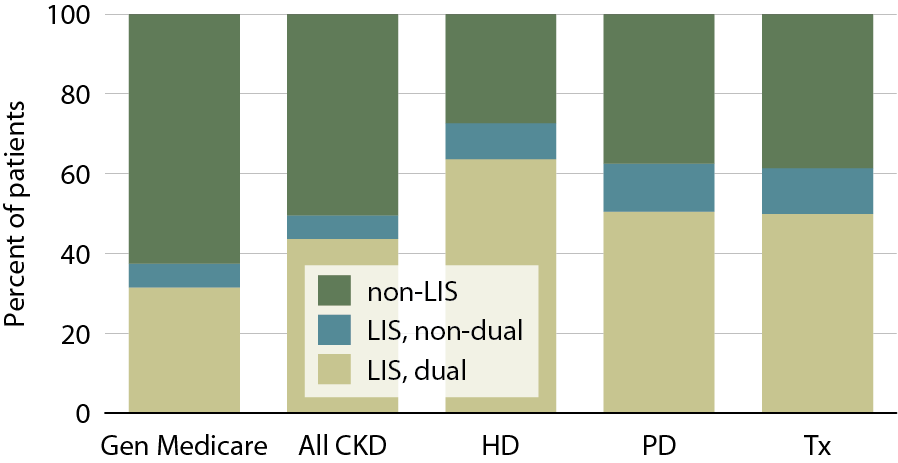 100
80
60
40
20
0
Percent of patients
non-LIS
LIS, non-dual
LIS, dual
Gen Medicare All CKD HD PD Tx